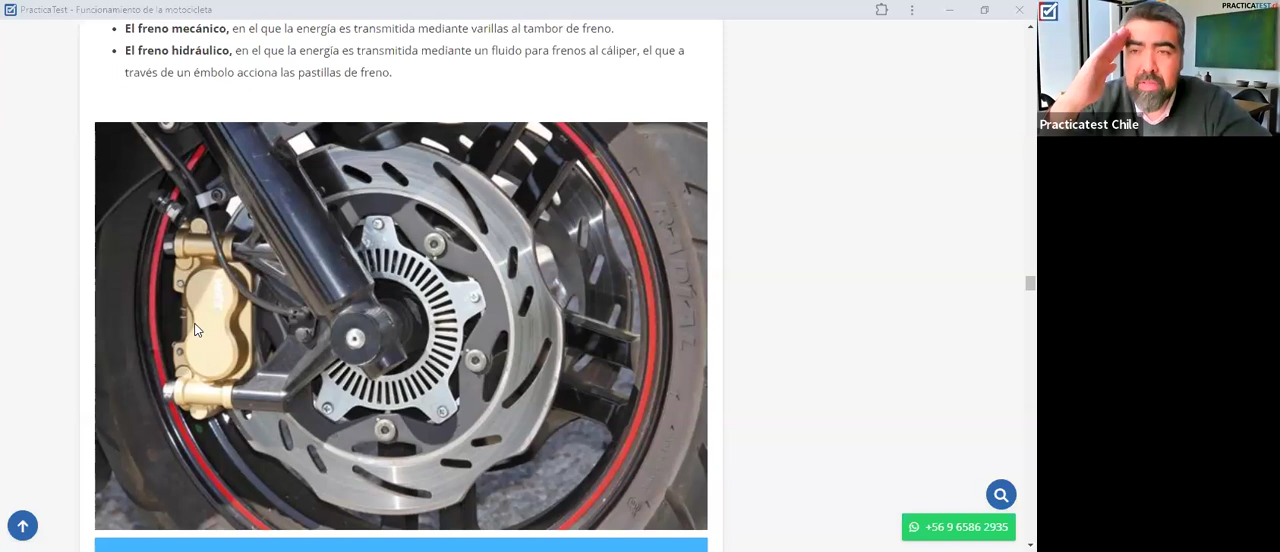 PracticaTest - Funcionamiento de la motocicleta
El freno mecánico, en el que la energía es transmitida mediante varillas al tambor de freno.
El freno hidráulico, en el que la energía es transmitida mediante un fluido para frenos al cáliper, el que a
través de un émbolo acciona las pastillas de freno.
+56 9 6586 2935
PRACTICATEST
Practicatest Chile